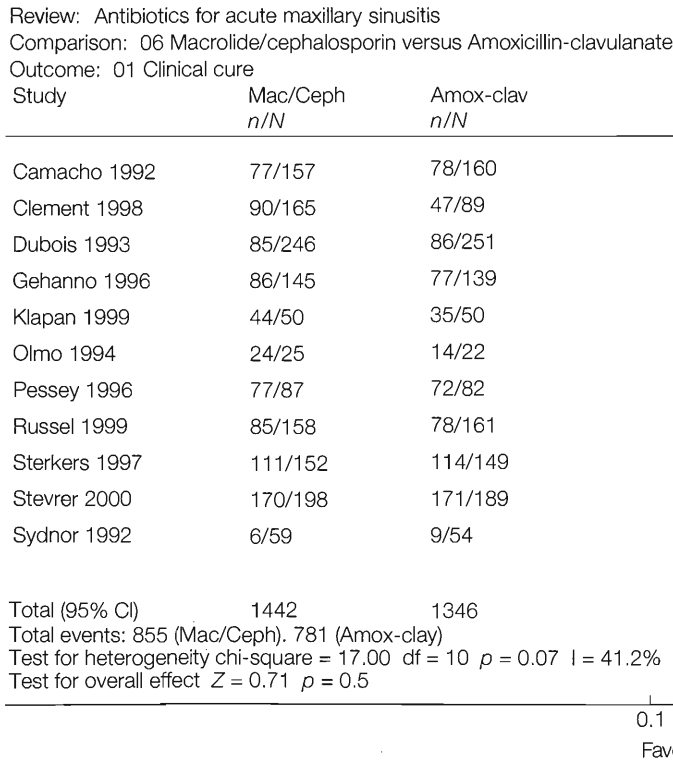 Review: Antibiotics for acute maxillary sinusitis
Comparison: 06 Macrolide/cephalosporin versus Amoxicillin-clavulanate
Outcome: 01 Clinical cure
Study Mac/Ceph Amox-clav
n/N n/N
Camacho 1992 77/157 78/160
Clement 1998 90/165 47/89
Dubois 1993 85/246 86/251
Gehanno 1996 86/145 77/139
Klapan 1999 44/50 35/50
Olmo 1994 24/25 14/22
Pessey 1996 77/87 72/82
Russel 1999 85/158 78/161
Sterkers 1997 111/152 114/149
Stevrer 2000 170/198 171/189
Sydnor 1992 6/59 9/54
Total (95% CI) 1442 1346
Total events: 855 (Mac/Ceph). 781 (Amox-clay)
Test for heterogeneity chi-square = 17.00 df = 10 p = 0.07 I = 41.2%
Test for overall effect Z = 0.71 p = 0.5
0.1
Fav